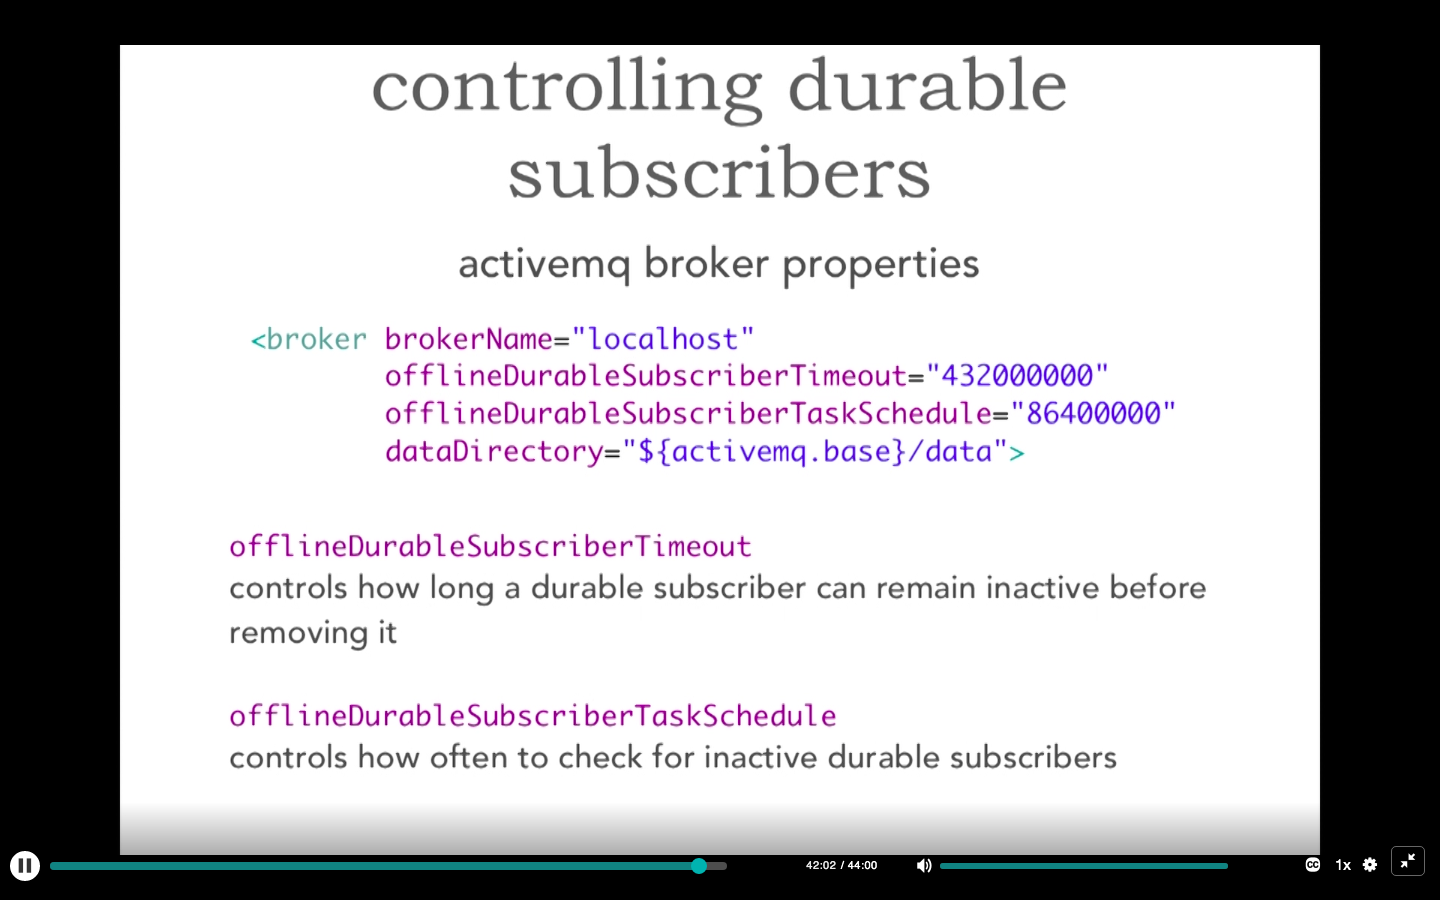 controlling durable
subscribers
activemq broker properties
<broker brokerName="localhost"
offlineDurableSubscriberTimeout="432000000"
offlineDurableSubscriberTaskSchedule="86400000"
dataDirectory="${activemq.base}/data">
offlineDurableSubscriberTimeout
controls how long a durable subscriber can remain inactive before
removing it
offlineDurableSubscriberTaskSchedule
controls how often to check for inactive durable subscribers
42:02 / 44:00
CC
1x